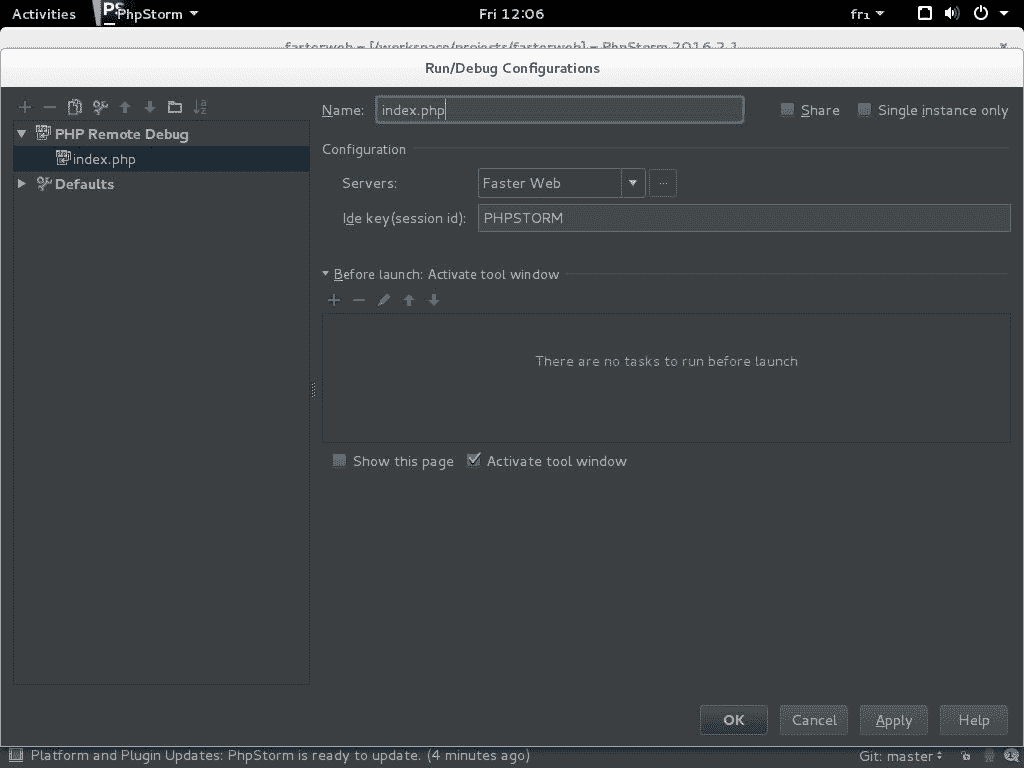 Activities PhpStorm Fri 12:06 fr1
fasterweb – [/workspace/projects/fasterweb] – PhpStorm 2016.2.1
Run/Debug Configurations
Name: index.php Share Single instance only
PHP Remote Debug
index.php
Defaults
Configuration
Servers: Faster Web ...
Ide key(session id): PHPSTORM
Before launch: Activate tool window
There are no tasks to run before launch
Show this page Activate tool window
OK Cancel Apply Help
Platform and Plugin Updates: PhpStorm is ready to update. (4 minutes ago) Git: master